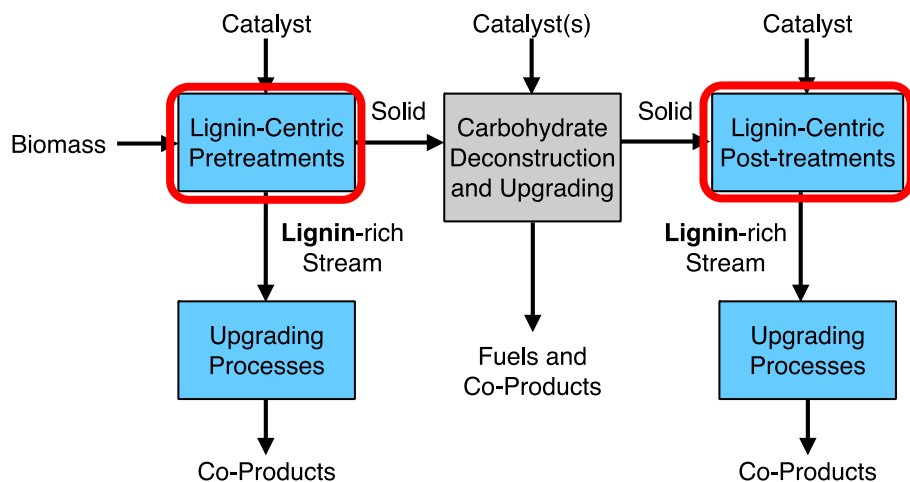 Catalyst
Catalyst(s)
Catalyst
Biomass
Lignin-Centric
Pretreatments
Solid
Carbohydrate
Deconstruction
and Upgrading
Solid
Lignin-Centric
Post-treatments
Lignin-rich
Stream
Lignin-rich
Stream
Upgrading
Processes
Fuels and
Co-Products
Upgrading
Processes
Co-Products
Co-Products